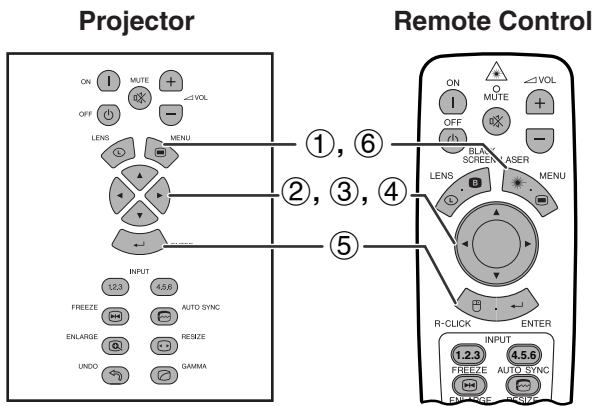 Projector
ON
MUTE
VOL
OFF
LENS
MENU
INPUT
1,2,3
4,5,6
FREEZE
AUTO SYNC
ENLARGE
RESIZE
UNDO
GAMMA
①, ⑥
②, ③, ④
⑤
Remote Control
ON
MUTE
VOL
OFF
BLACK
SCREEN LASER
LENS
B
MENU
L
R-CLICK
ENTER
INPUT
1.2.3
4.5.6
FREEZE
AUTO SYNC
ENLARGE
RESIZE